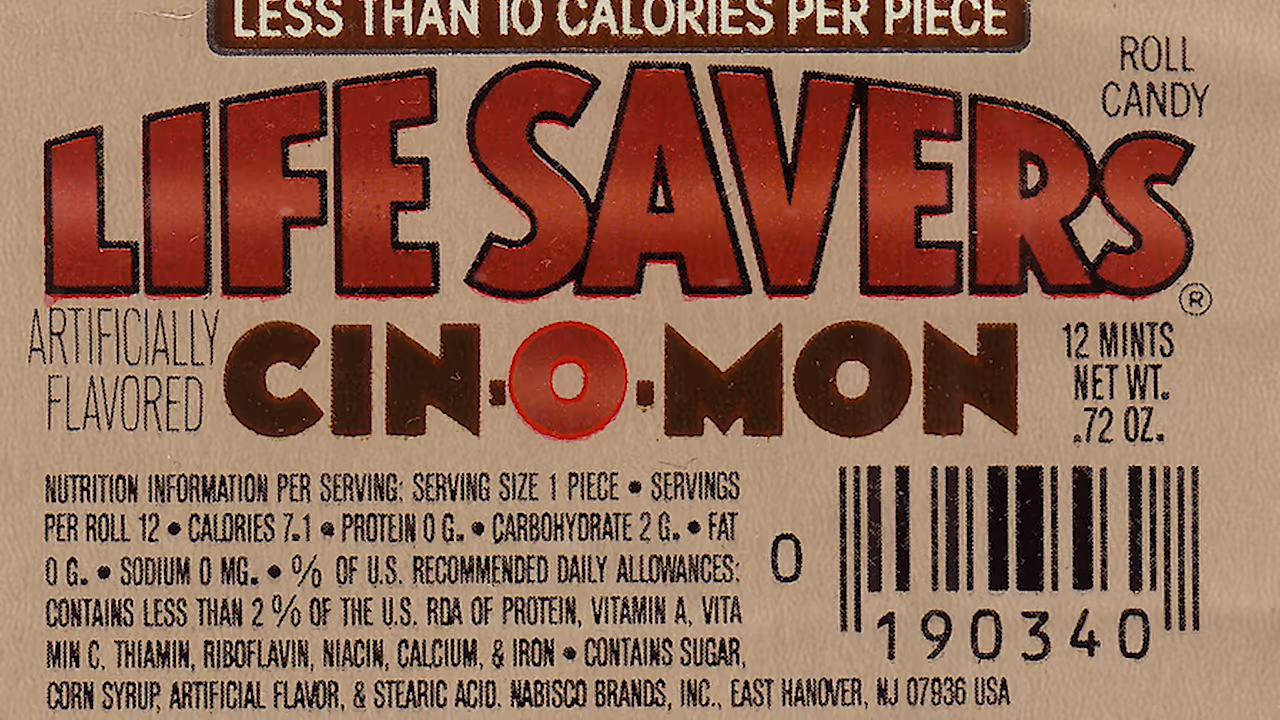 LESS THAN 10 CALORIES PER PIECE
ROLL
CANDY
LIFE SAVERS®
ARTIFICIALLY
FLAVORED
CIN·O·MON
12 MINTS
NET WT.
.72 OZ.
NUTRITION INFORMATION PER SERVING: SERVING SIZE 1 PIECE • SERVINGS
PER ROLL 12 • CALORIES 7.1 • PROTEIN 0 G. • CARBOHYDRATE 2 G. • FAT
0 G. • SODIUM 0 MG. • % OF U.S. RECOMMENDED DAILY ALLOWANCES:
CONTAINS LESS THAN 2 % OF THE U.S. RDA OF PROTEIN, VITAMIN A, VITA
MIN C, THIAMIN, RIBOFLAVIN, NIACIN, CALCIUM, & IRON • CONTAINS SUGAR,
CORN SYRUP, ARTIFICIAL FLAVOR, & STEARIC ACID. NABISCO BRANDS, INC., EAST HANOVER, NJ 07936 USA
0
190340